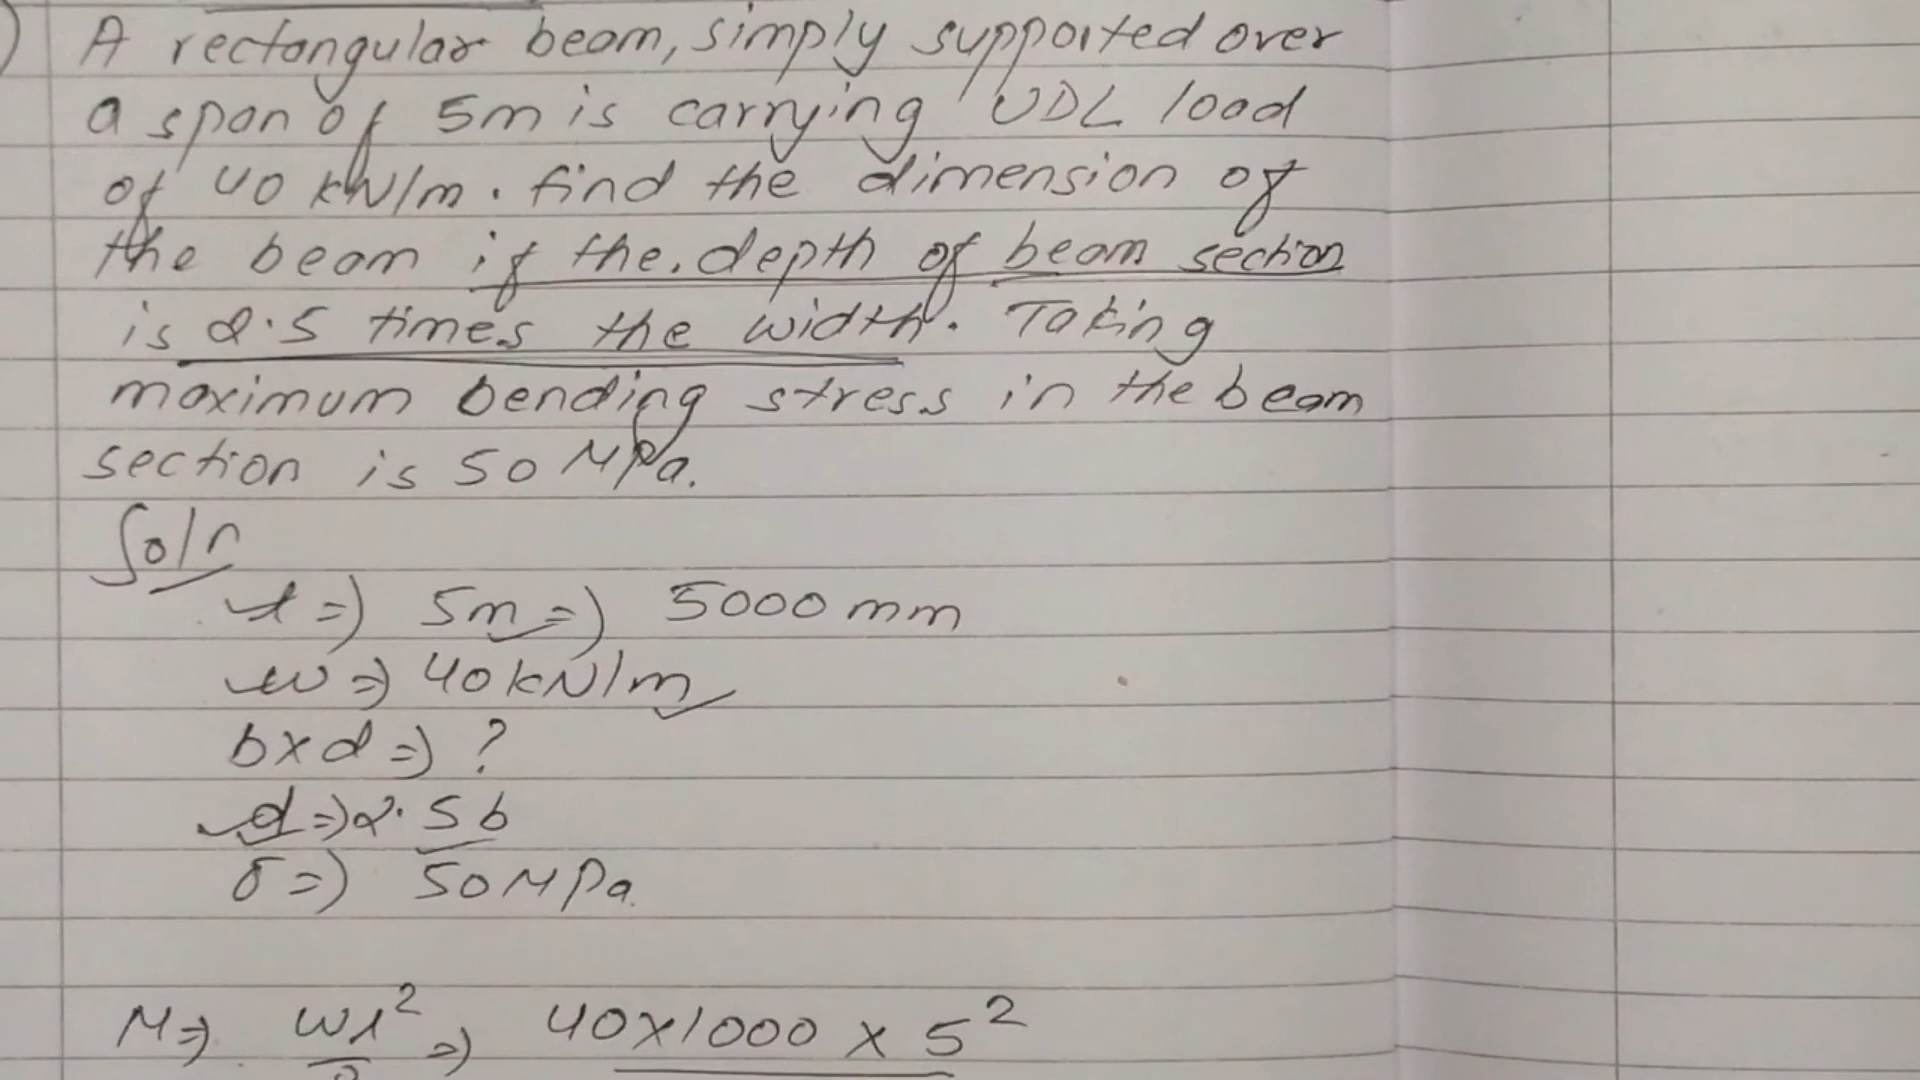 A rectangular beam, simply supported over
a span of 5m is carrying UDL load
of 40 kN/m. find the dimension of
the beam if the. depth of beam section
is 2.5 times the width. Taking
maximum bending stress in the beam
section is 50 MPa.
Soln
l => 5m => 5000 mm
w => 40 kN/m
b x d => ?
d => 2.5b
σ => 50 MPa.
M => wl² => 40x1000 x 5²